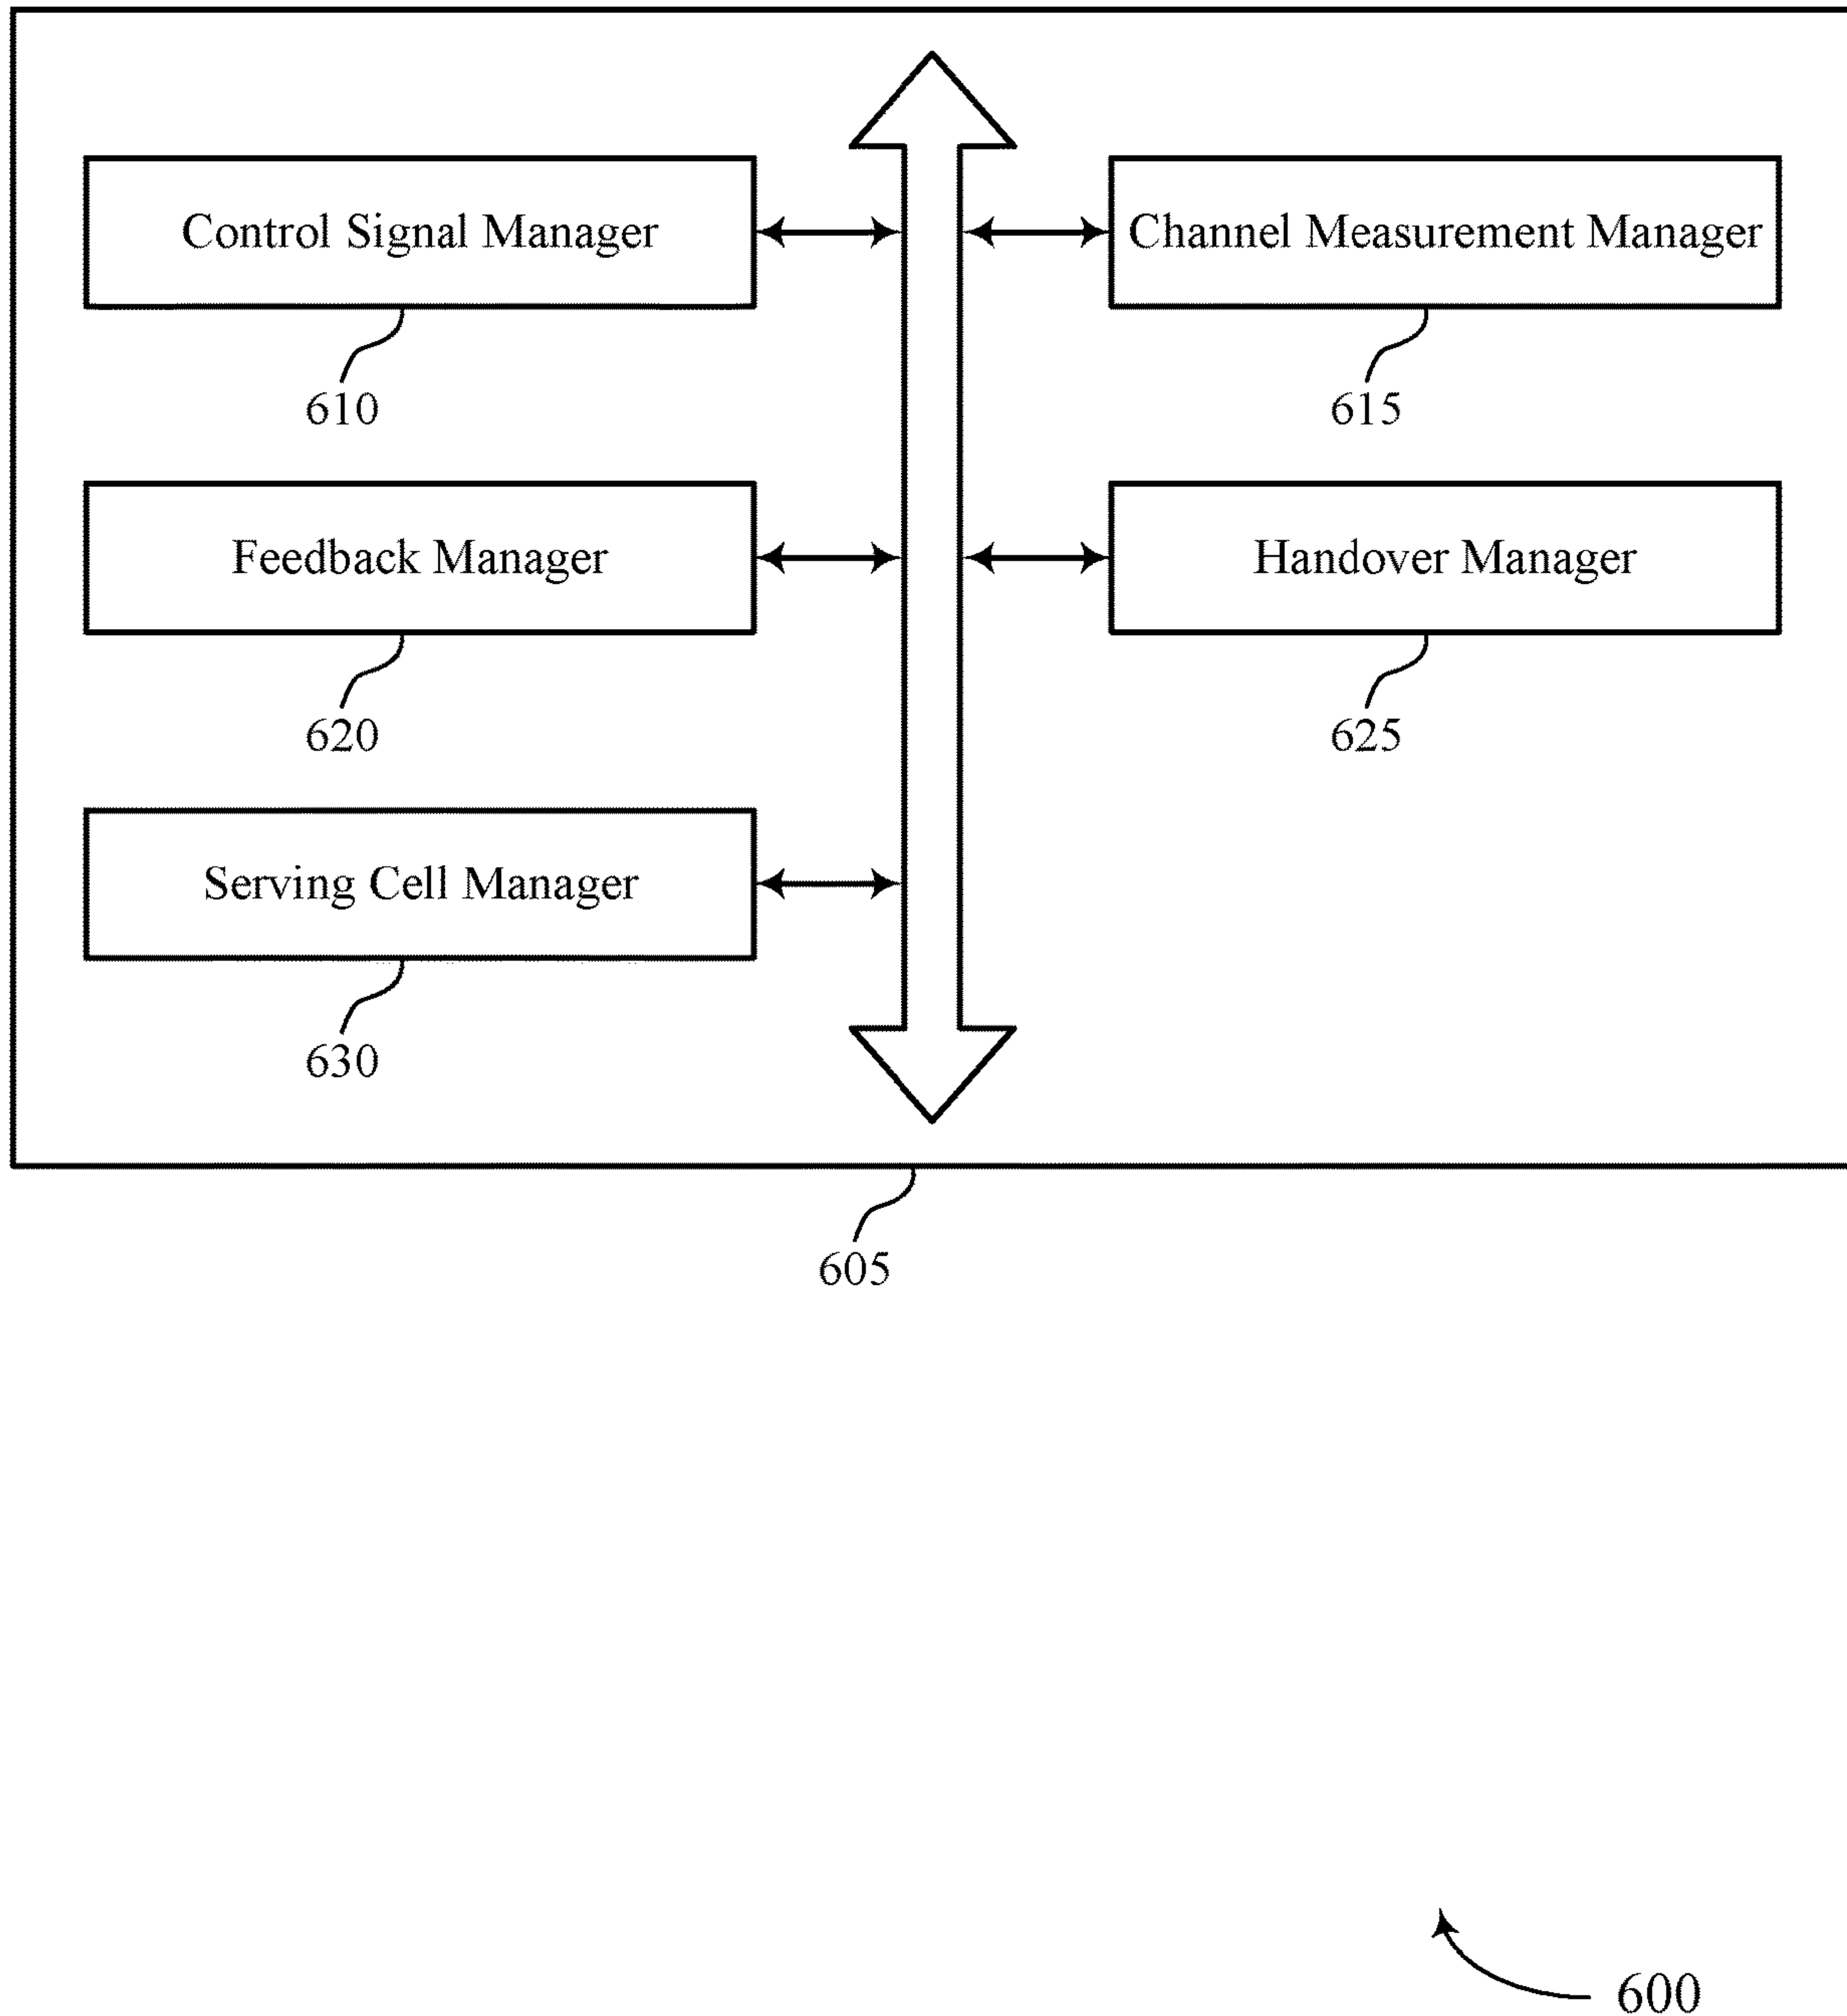 Control Signal Manager
Channel Measurement Manager
610
615
Feedback Manager
Handover Manager
620
625
Serving Cell Manager
630
605
600